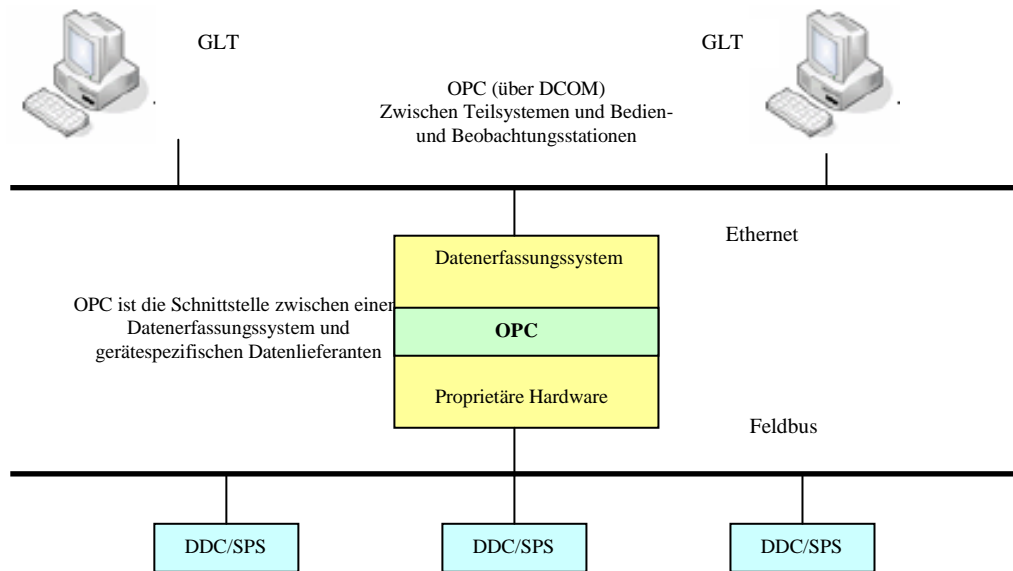 GLT
GLT
OPC (über DCOM)
Zwischen Teilsystemen und Bedien-
und Beobachtungsstationen
Ethernet
Datenerfassungssystem
OPC ist die Schnittstelle zwischen einen
Datenerfassungssystem und
gerätespezifischen Datenlieferanten
OPC
Proprietäre Hardware
Feldbus
DDC/SPS
DDC/SPS
DDC/SPS